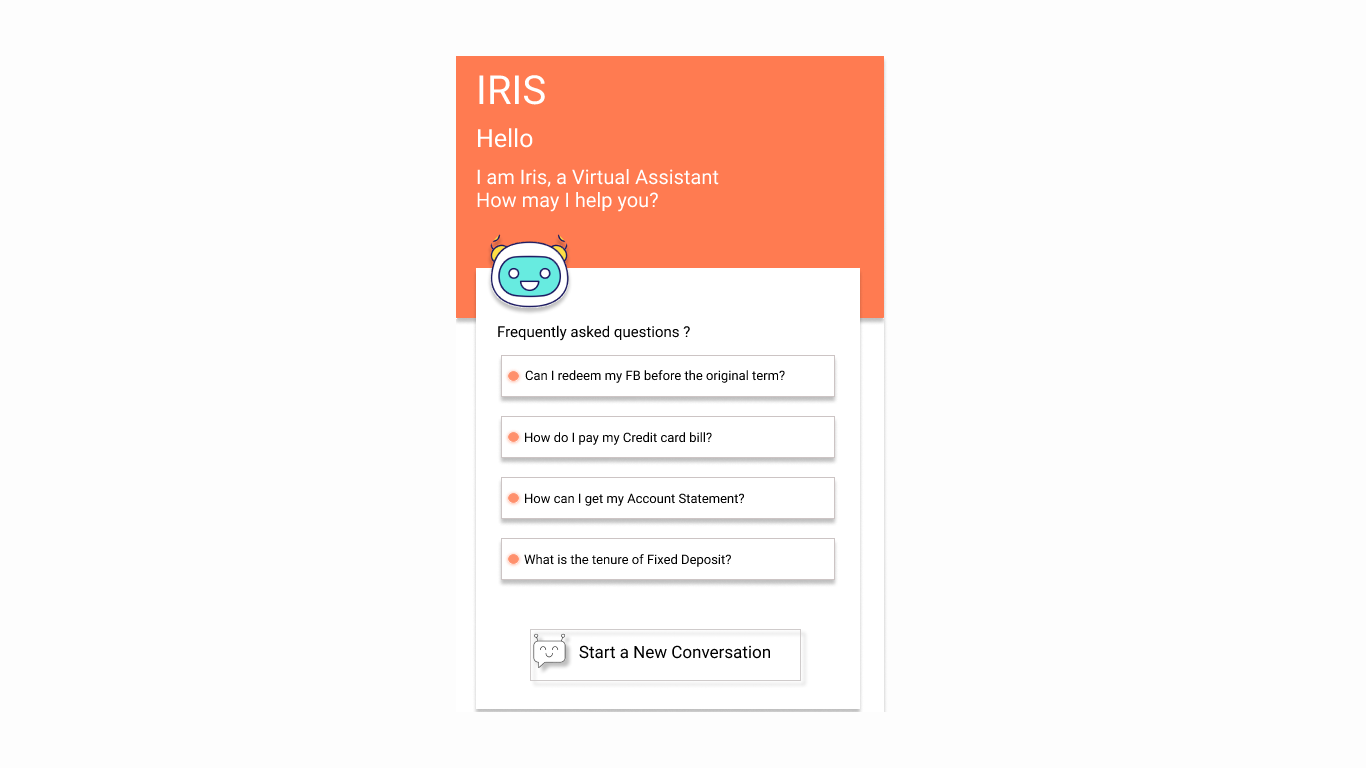 IRIS
Hello
I am Iris, a Virtual Assistant
How may I help you?
Frequently asked questions ?
Can I redeem my FB before the original term?
How do I pay my Credit card bill?
How can I get my Account Statement?
What is the tenure of Fixed Deposit?
Start a New Conversation